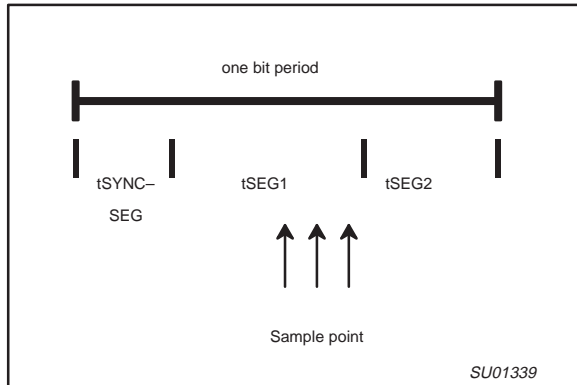 one bit period
tSYNC–
SEG
tSEG1
tSEG2
Sample point
SU01339